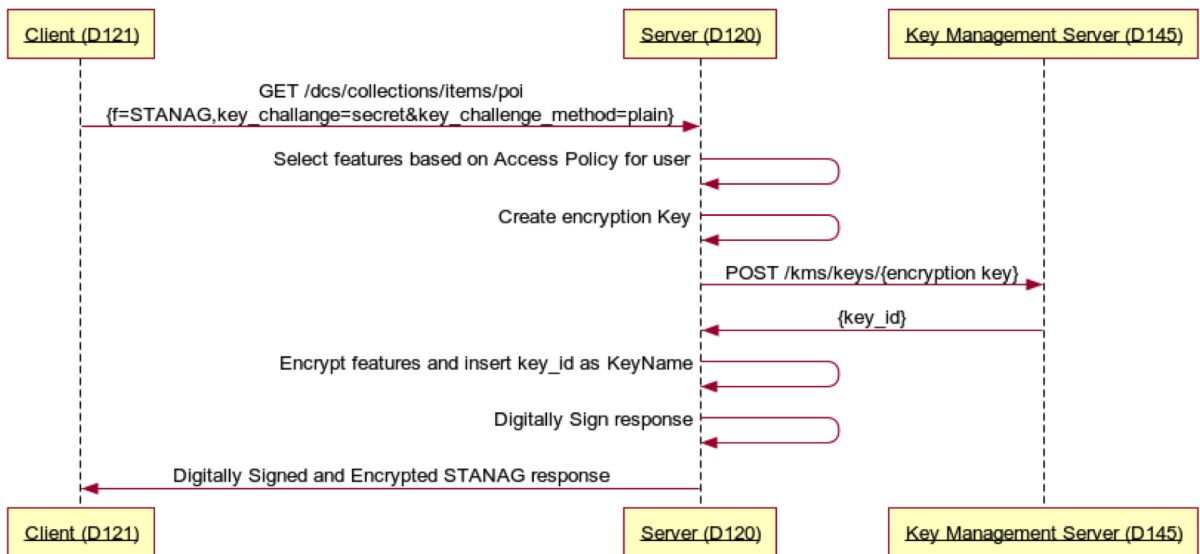 Client (D121) Server (D120) Key Management Server (D145)
GET /dcs/collections/items/poi
{f=STANAG,key_challange=secret&key_challenge_method=plain}
Select features based on Access Policy for user
Create encryption Key
POST /kms/keys/{encryption key}
{key_id}
Encrypt features and insert key_id as KeyName
Digitally Sign response
Digitally Signed and Encrypted STANAG response
Client (D121) Server (D120) Key Management Server (D145)